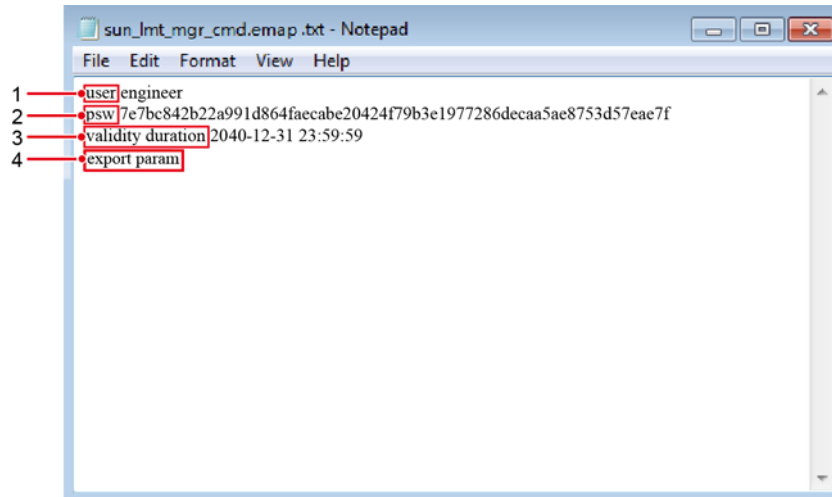 sun_lmt_mgr_cmd.emap .txt - Notepad
File Edit Format View Help
1 user engineer
2 psw 7e7bc842b22a991d864faecabe20424f79b3e1977286decaa5ae8753d57eae7f
3 validity duration 2040-12-31 23:59:59
4 export param